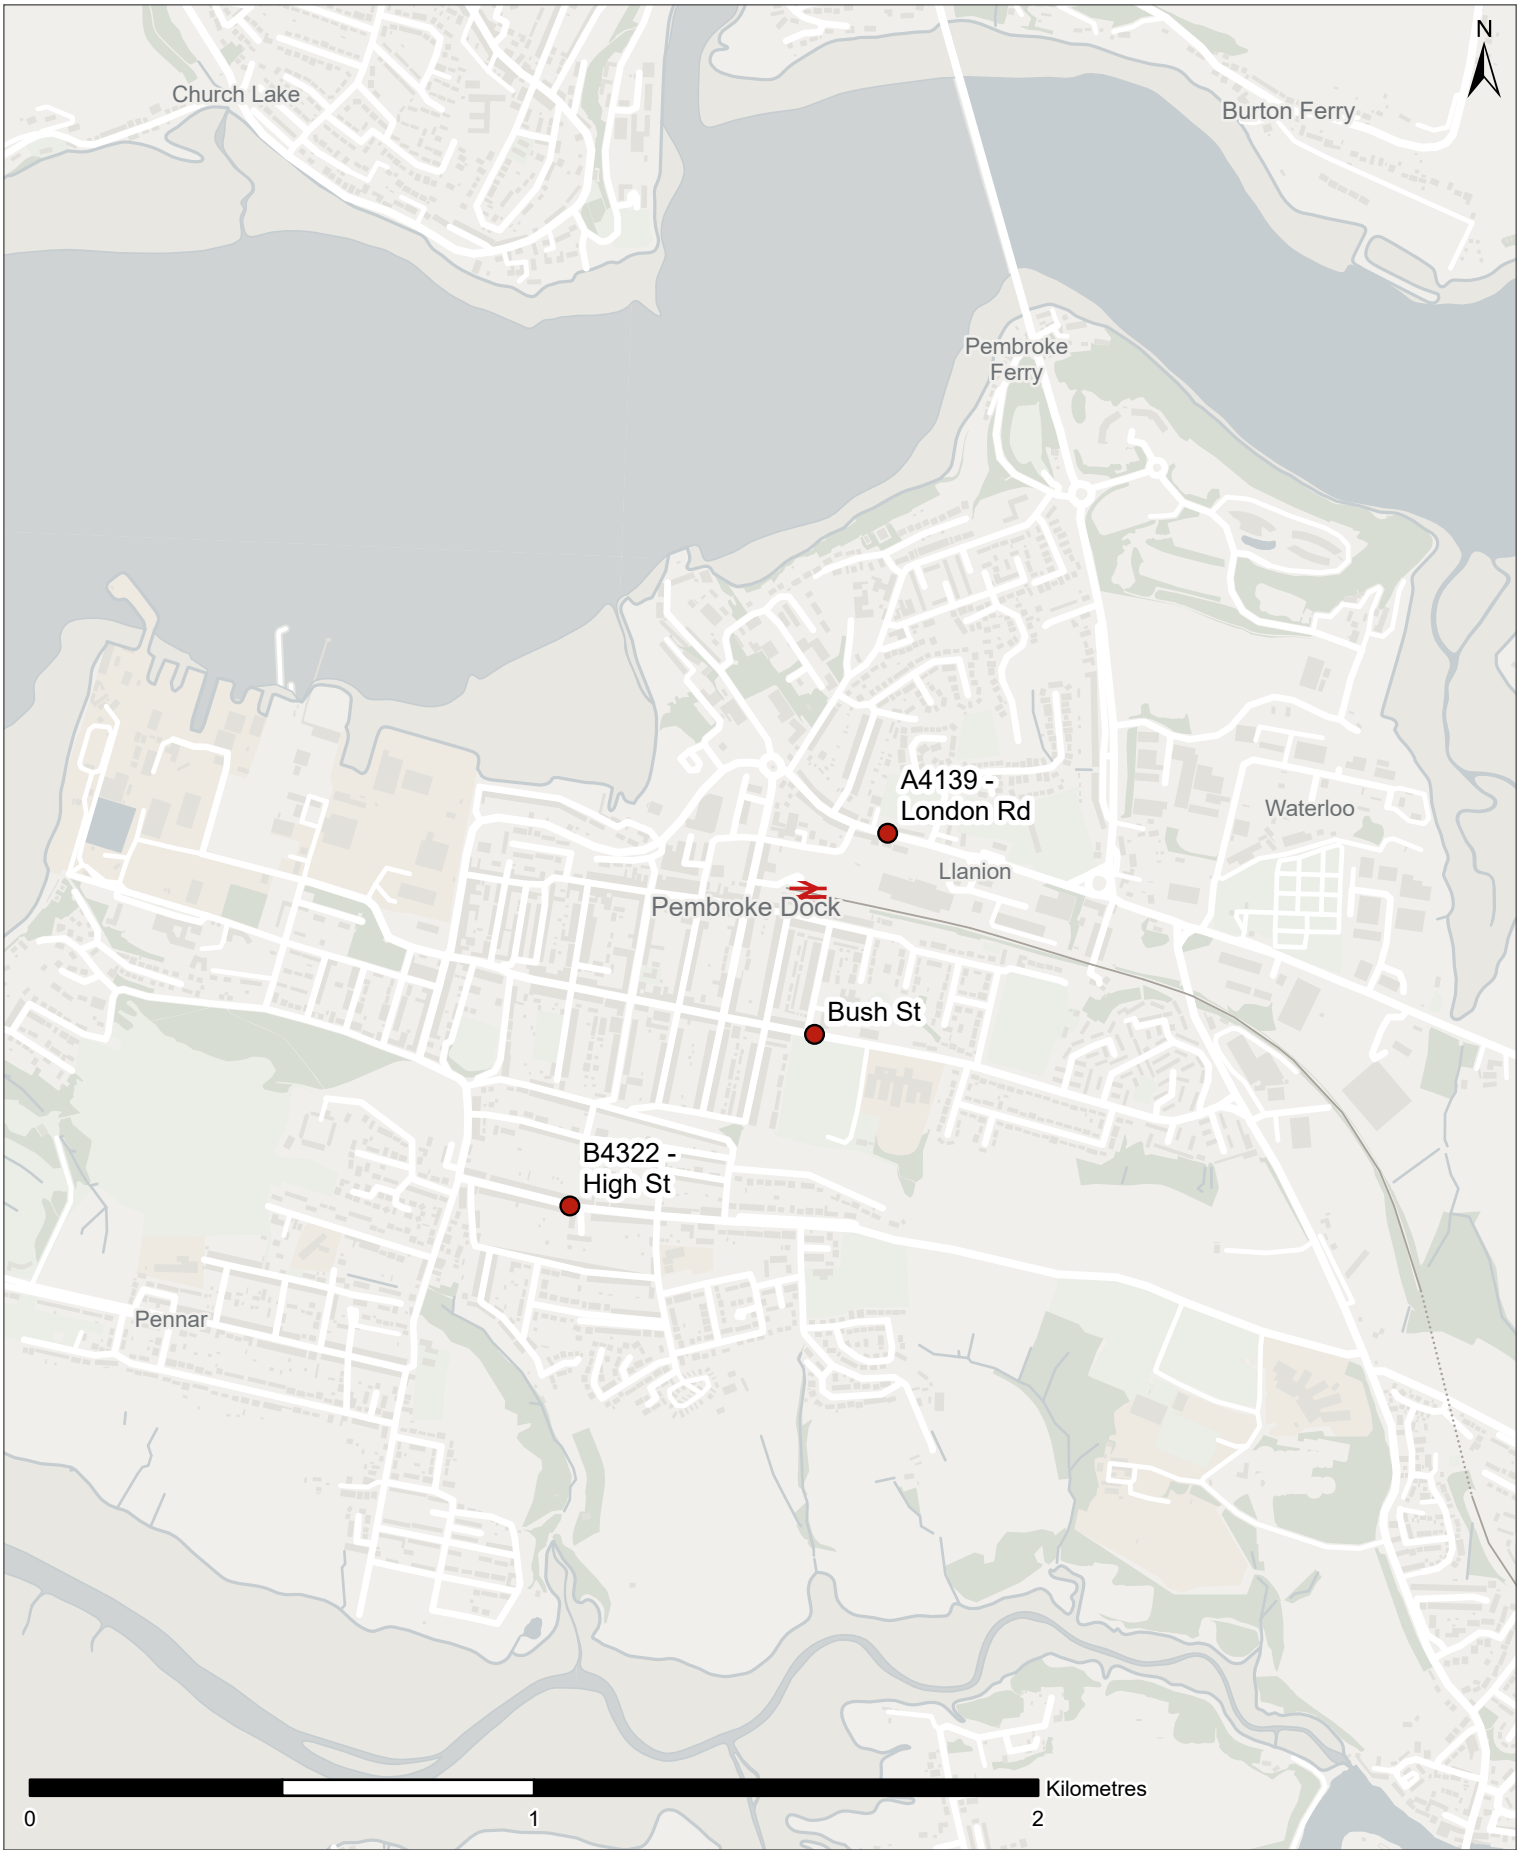 N
Church Lake
Burton Ferry
Pembroke
Ferry
A4139 -
London Rd
Waterloo
Llanion
Pembroke Dock
Bush St
B4322 -
High St
Pennar
Kilometres
0 1 2